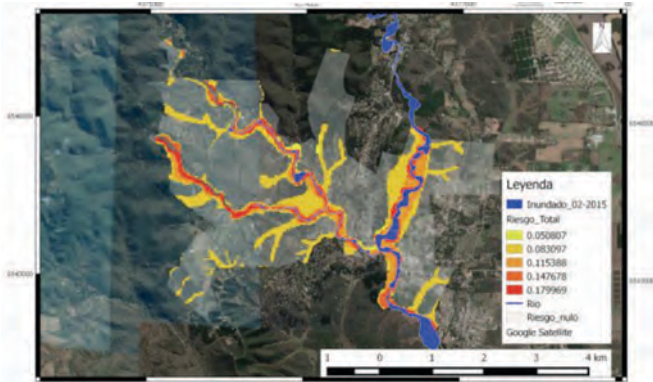 Leyenda
Inundado_02-2015
Riesgo_Total
0.050807
0.083097
0.115388
0.147678
0.179969
Rio
Riesgo_nulo
Google Satellite
1 0 1 2 3 4 km